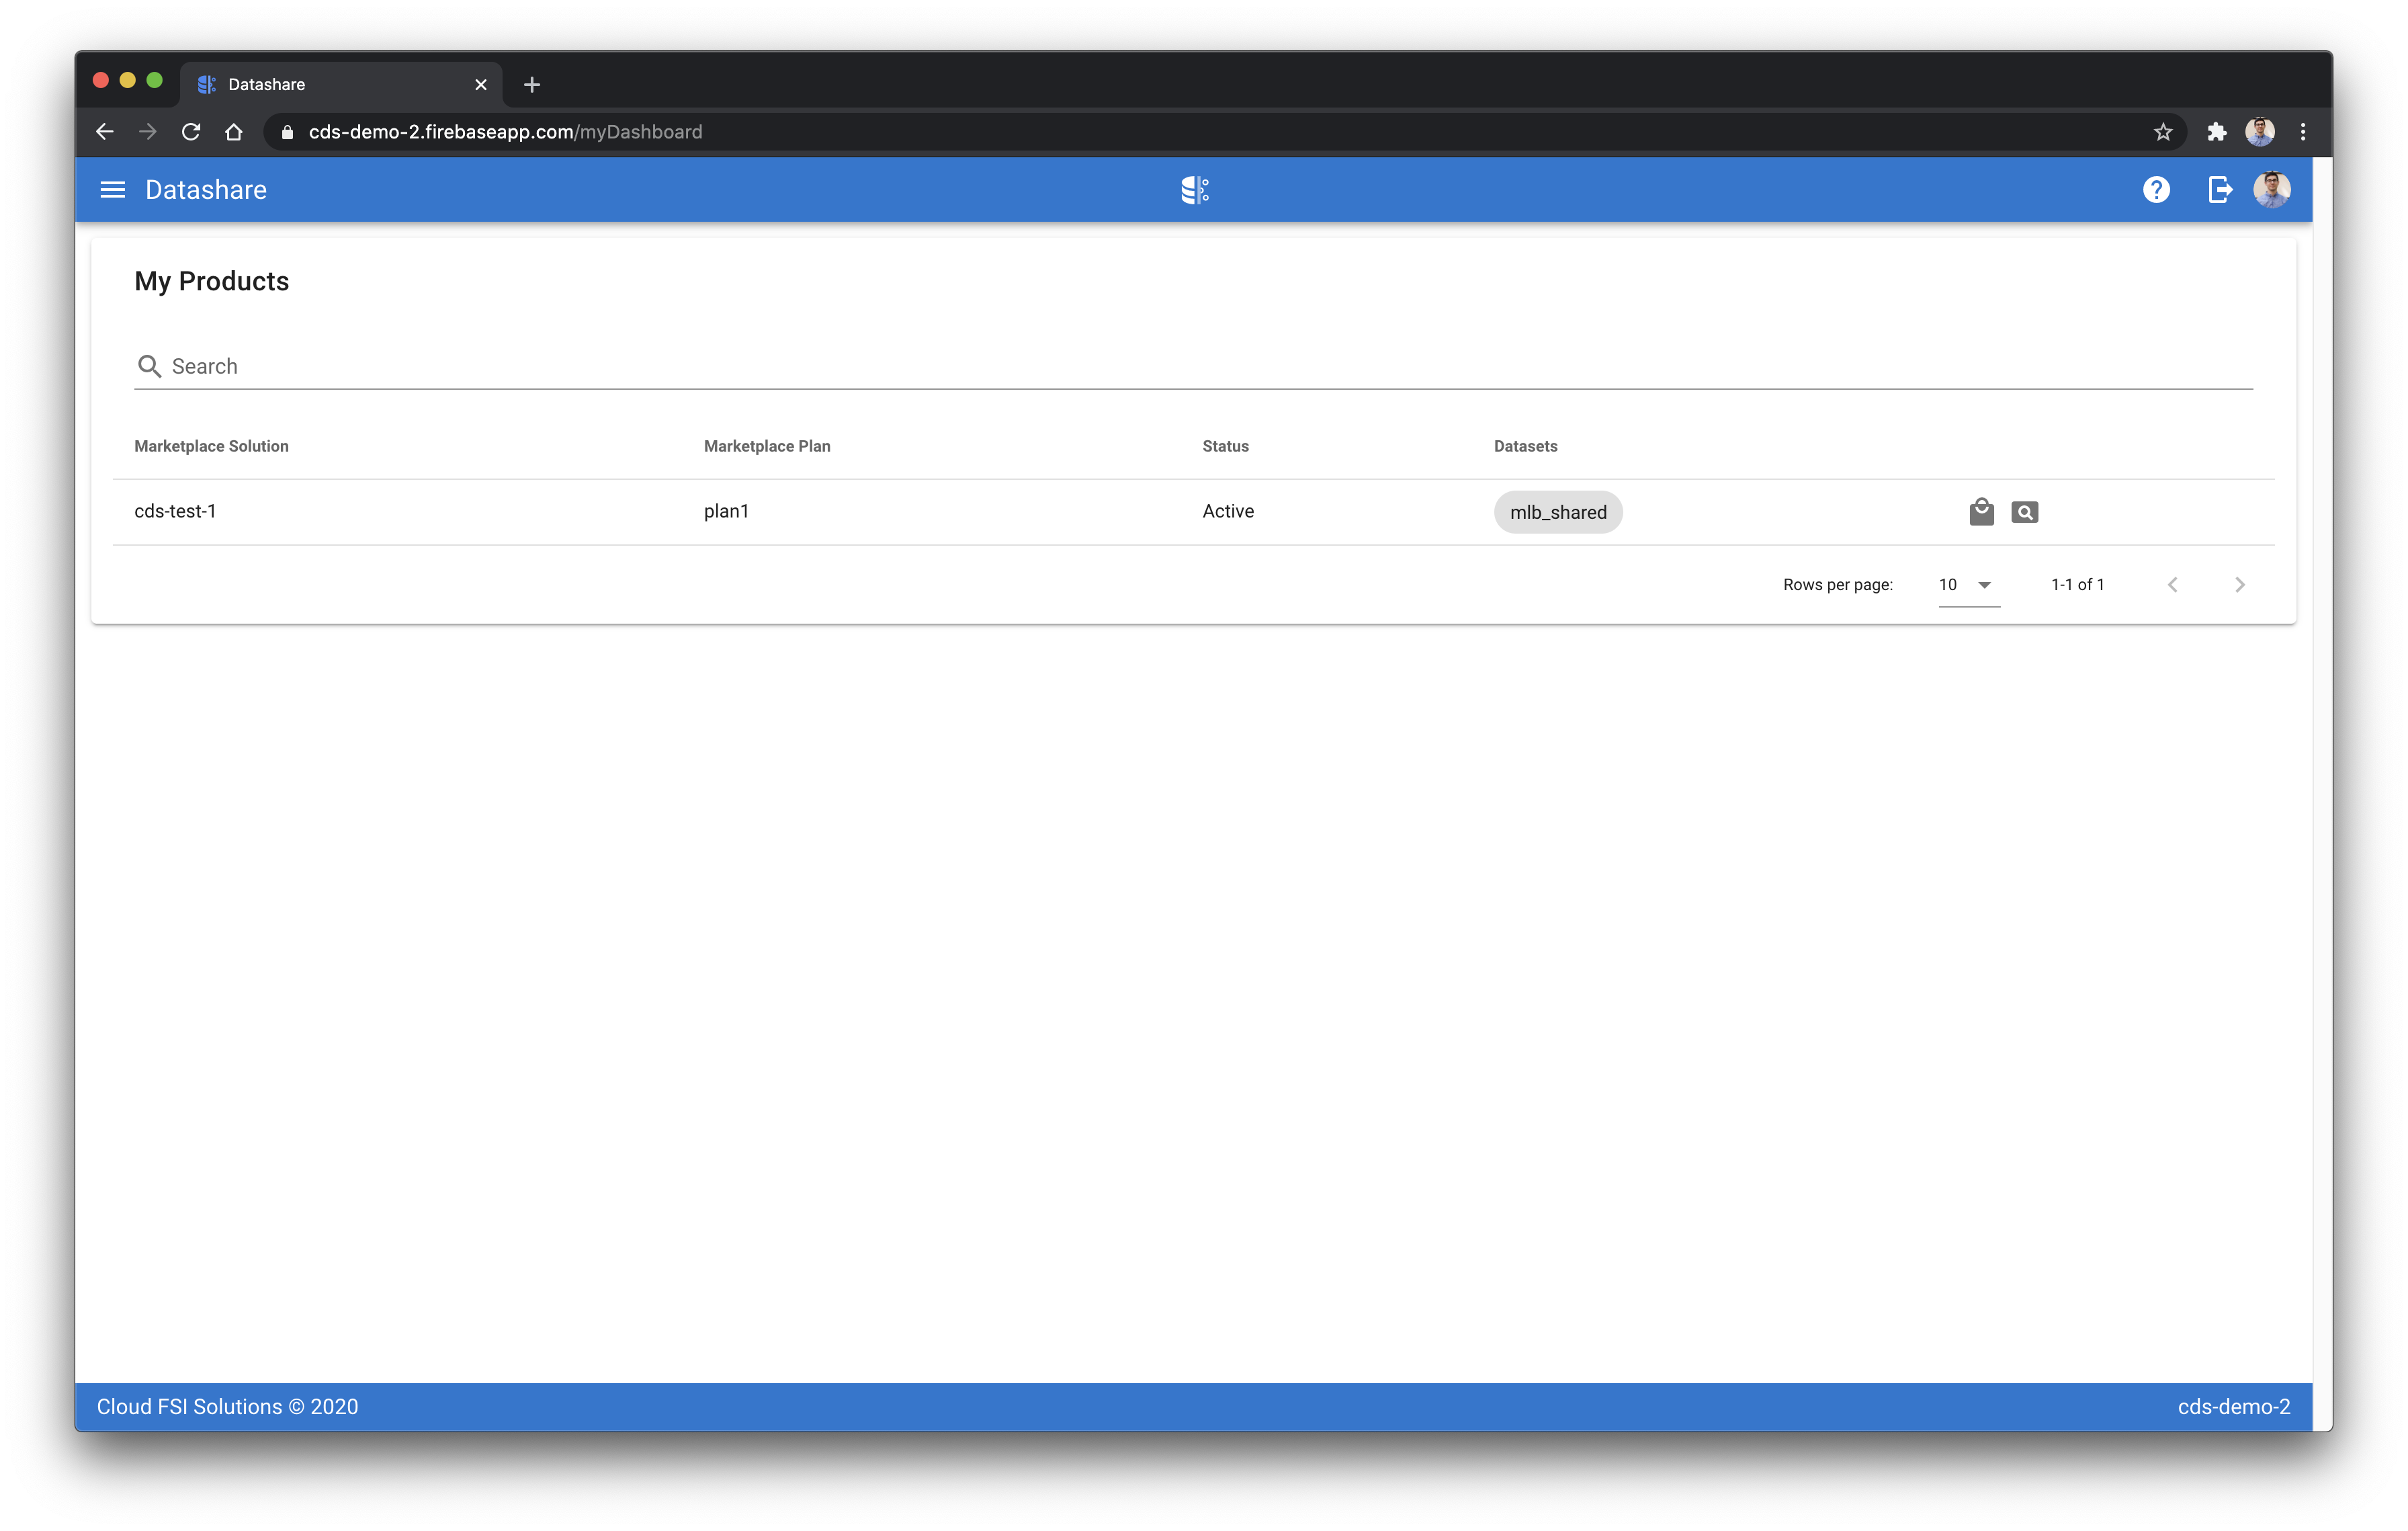 Datashare
cds-demo-2.firebaseapp.com/myDashboard
Datashare
My Products
Search
Marketplace Solution Marketplace Plan Status Datasets
cds-test-1 plan1 Active mlb_shared
Rows per page: 10 1-1 of 1
Cloud FSI Solutions © 2020 cds-demo-2